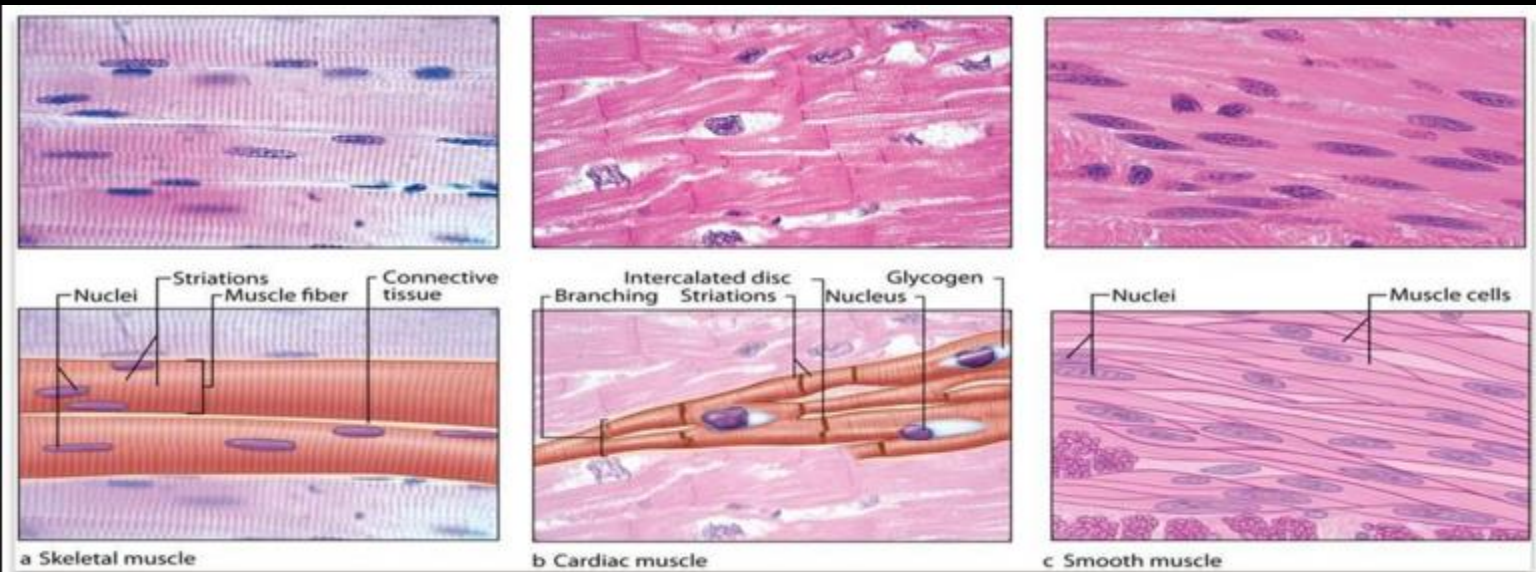 Nuclei
Striations
Muscle fiber
Connective
tissue
Branching
Intercalated disc
Striations
Nucleus
Glycogen
Nuclei
Muscle cells
a Skeletal muscle
b Cardiac muscle
c Smooth muscle